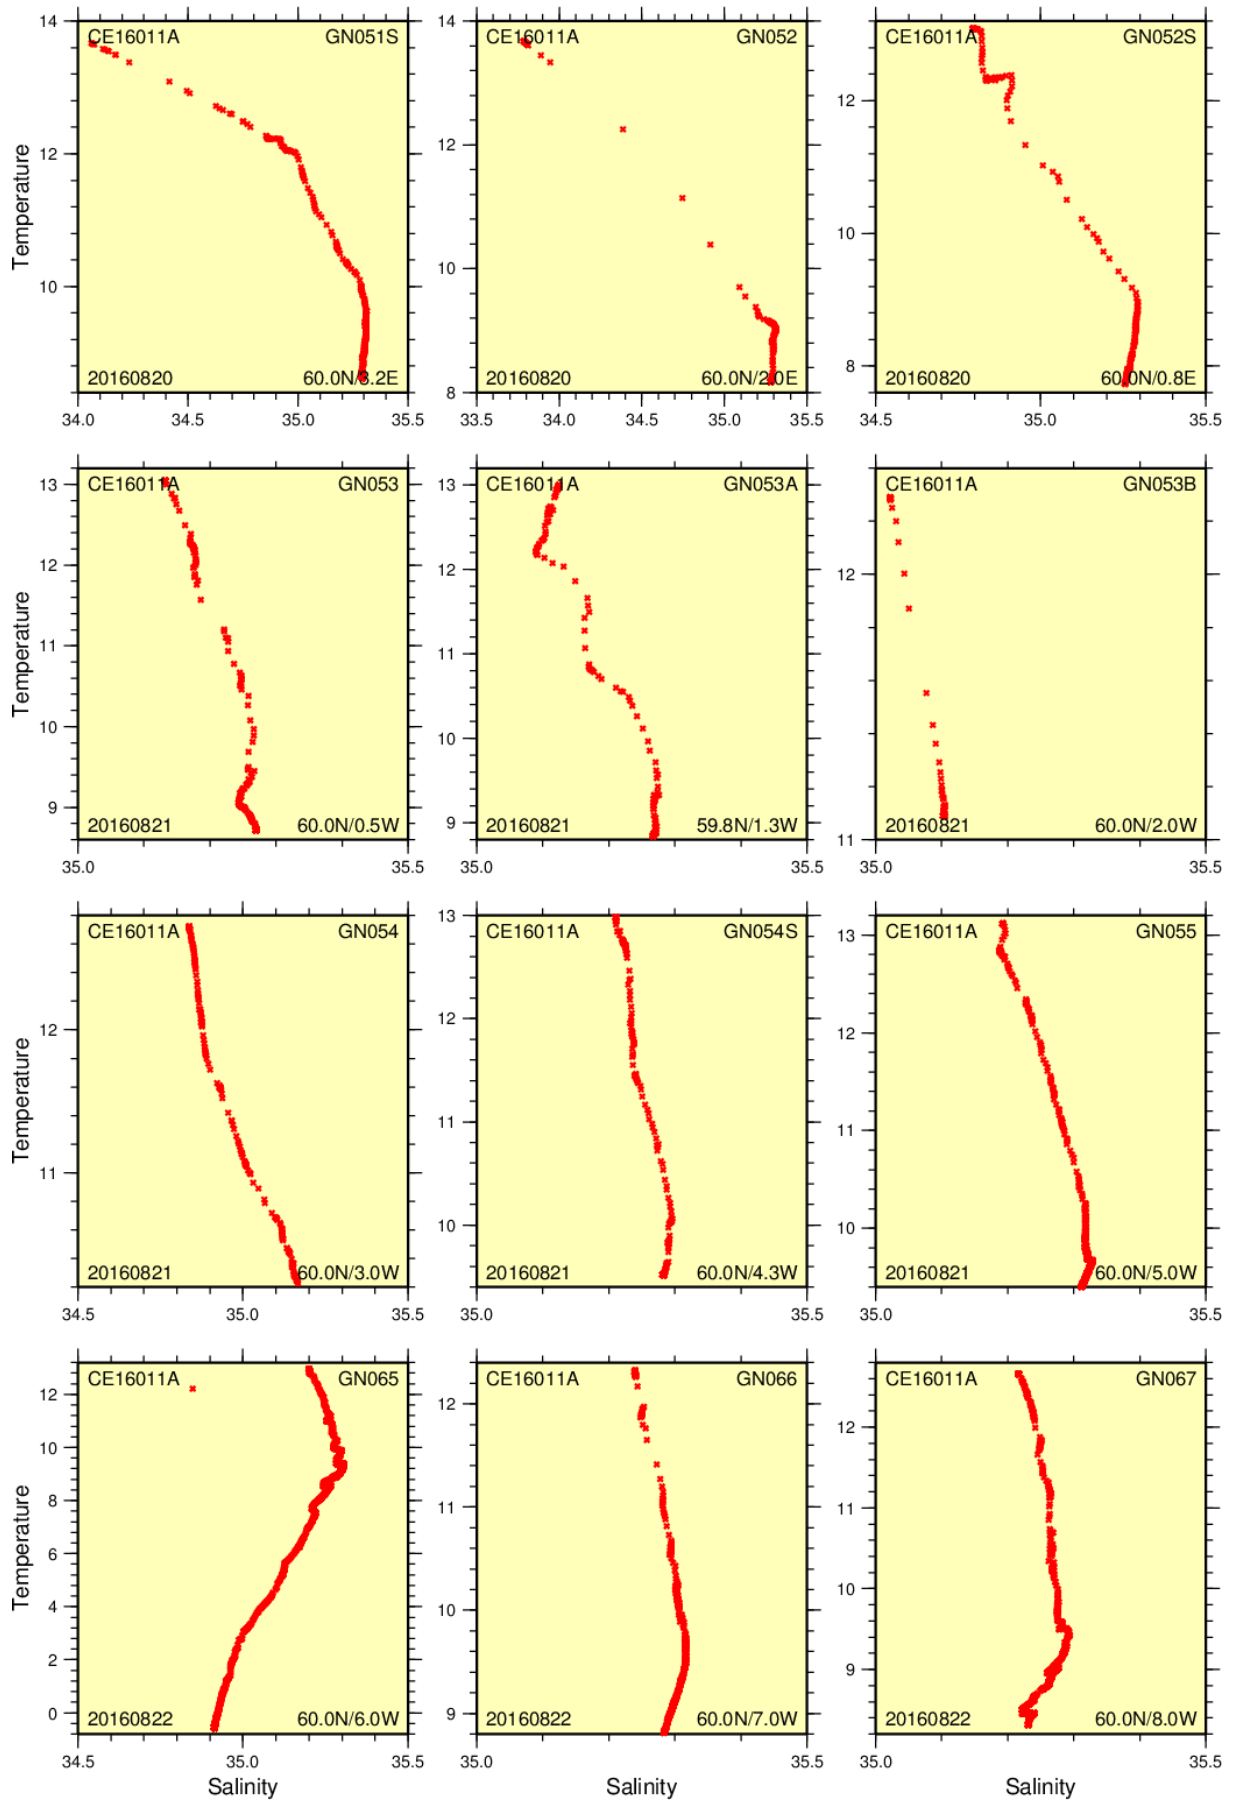 14
CE16011A GN051S
12
10
Temperature
20160820 60.0N/3.2E
34.0 34.5 35.0 35.5
14
CE16011A GN052
12
10
8
20160820 60.0N/2.0E
33.5 34.0 34.5 35.0 35.5
CE16011A GN052S
12
10
8
20160820 60.0N/0.8E
34.5 35.0 35.5
13
CE16011A GN053
12
11
10
9
Temperature
20160821 60.0N/0.5W
35.0 35.5
13
CE16011A GN053A
12
11
10
9
20160821 59.8N/1.3W
35.0 35.5
CE16011A GN053B
12
11
20160821 60.0N/2.0W
35.0 35.5
CE16011A GN054
12
11
Temperature
20160821 60.0N/3.0W
34.5 35.0 35.5
13
CE16011A GN054S
12
11
10
20160821 60.0N/4.3W
35.0 35.5
CE16011A GN055
13
12
11
10
20160821 60.0N/5.0W
35.0 35.5
CE16011A GN065
12
10
8
6
4
2
0
Temperature
20160822 60.0N/6.0W
34.5 35.0 35.5
Salinity
CE16011A GN066
12
11
10
9
20160822 60.0N/7.0W
35.0 35.5
Salinity
CE16011A GN067
12
11
10
9
20160822 60.0N/8.0W
35.0 35.5
Salinity